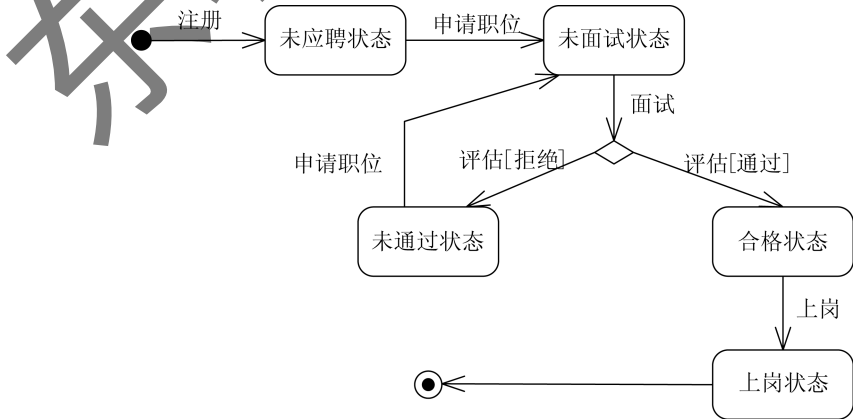 注册
申请职位
未应聘状态
未面试状态
面试
申请职位
评估[拒绝]
评估[通过]
未通过状态
合格状态
上岗
上岗状态